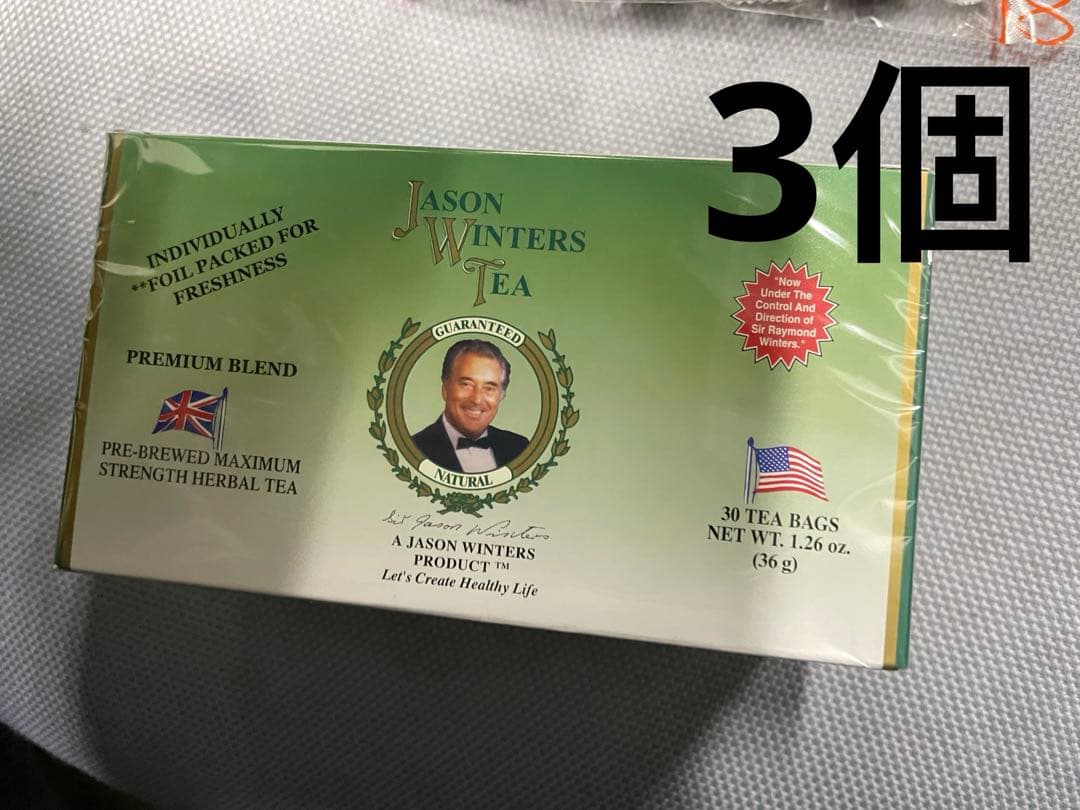 3個
JASON
WINTERS
TEA
INDIVIDUALLY
**FOIL PACKED FOR
FRESHNESS
PREMIUM BLEND
PRE-BREWED MAXIMUM
STRENGTH HERBAL TEA
GUARANTEED
NATURAL
Sir Jason Winters
A JASON WINTERS
PRODUCT ™
Let's Create Healthy Life
"Now
Under The
Control And
Direction of
Sir Raymond
Winters."
30 TEA BAGS
NET WT. 1.26 oz.
(36 g)